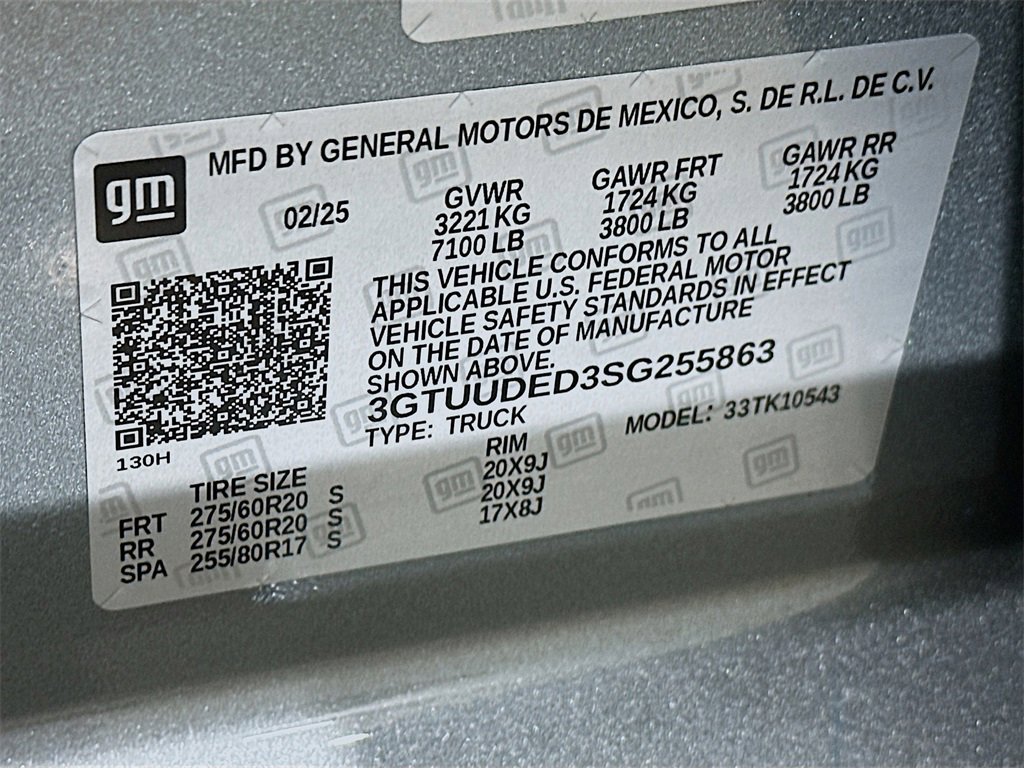 gm
MFD BY GENERAL MOTORS DE MEXICO, S. DE R.L. DE C.V.
02/25 GVWR GAWR FRT GAWR RR
3221 KG 1724 KG 1724 KG
7100 LB 3800 LB 3800 LB
THIS VEHICLE CONFORMS TO ALL
APPLICABLE U.S. FEDERAL MOTOR
VEHICLE SAFETY STANDARDS IN EFFECT
ON THE DATE OF MANUFACTURE
SHOWN ABOVE.
3GTUUDED3SG255863
TYPE: TRUCK MODEL: 33TK10543
130H
TIRE SIZE RIM
FRT 275/60R20 S 20X9J
RR 275/60R20 S 20X9J
SPA 255/80R17 S 17X8J